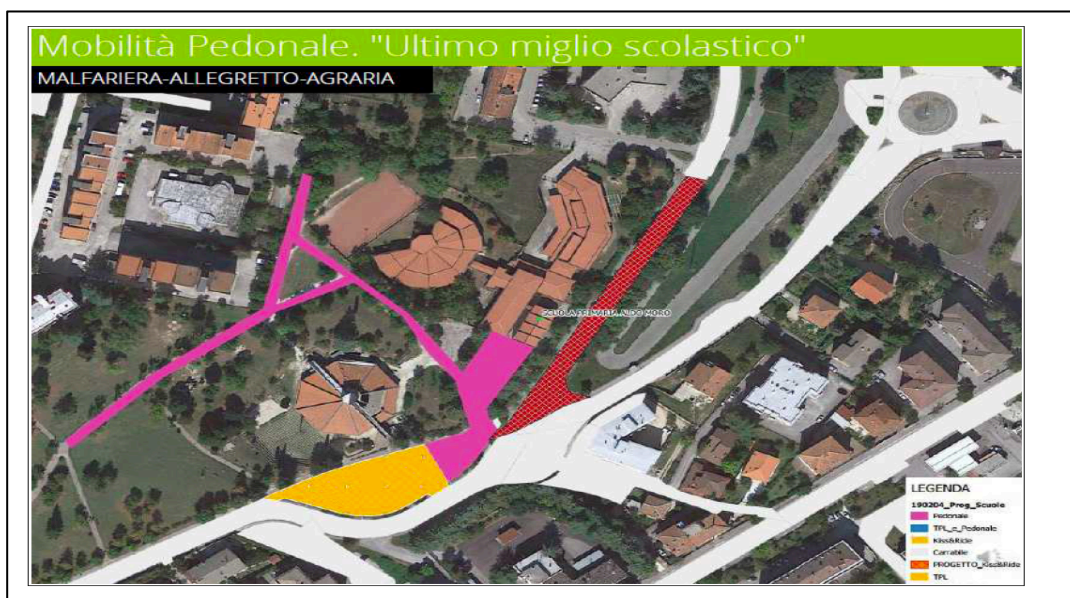 Mobilità Pedonale. "Ultimo miglio scolastico"
MALFARIERA-ALLEGRETTO-AGRARIA
SCUOLA PRIMARIA ALDO MORO
LEGENDA
190204_Prog_Scuole
Pedonale
TPL_e_Pedonale
Kiss&Ride
Carrabile
PROGETTO_Kiss&Ride
TPL